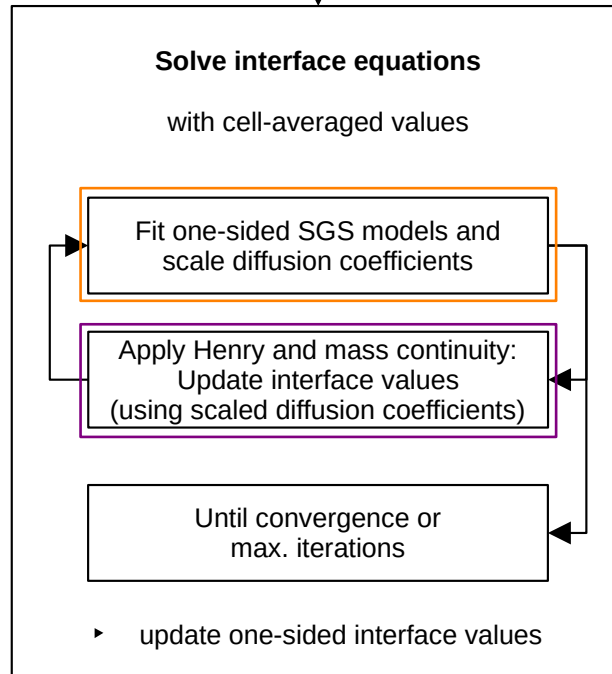 Solve interface equations
with cell-averaged values
Fit one-sided SGS models and
scale diffusion coefficients
Apply Henry and mass continuity:
Update interface values
(using scaled diffusion coefficients)
Until convergence or
max. iterations
‣ update one-sided interface values